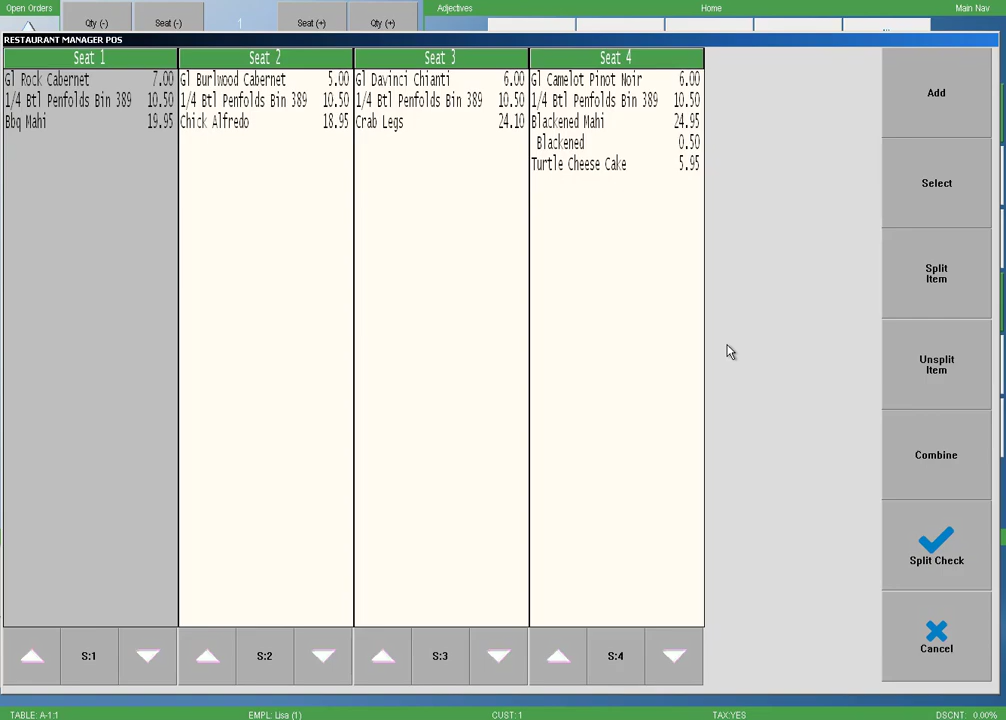 Open Orders
Qty (-)
Seat (-)
1
Seat (+)
Qty (+)
Adjectives
Home
Main Nav
RESTAURANT MANAGER POS
Seat 1
Gl Rock Cabernet 7.00
1/4 Btl Penfolds Bin 389 10.50
Bbq Mahi 19.95
Seat 2
Gl Burlwood Cabernet 5.00
1/4 Btl Penfolds Bin 389 10.50
Chick Alfredo 18.95
Seat 3
Gl Davinci Chianti 6.00
1/4 Btl Penfolds Bin 389 10.50
Crab Legs 24.10
Seat 4
Gl Camelot Pinot Noir 6.00
1/4 Btl Penfolds Bin 389 10.50
Blackened Mahi 24.95
Blackened 0.50
Turtle Cheese Cake 5.95
Add
Select
Split
Item
Unsplit
Item
Combine
Split Check
Cancel
S:1
S:2
S:3
S:4
TABLE: A-1:1
EMPL: Lisa (1)
CUST: 1
TAX:YES
DSCNT: 0.00%